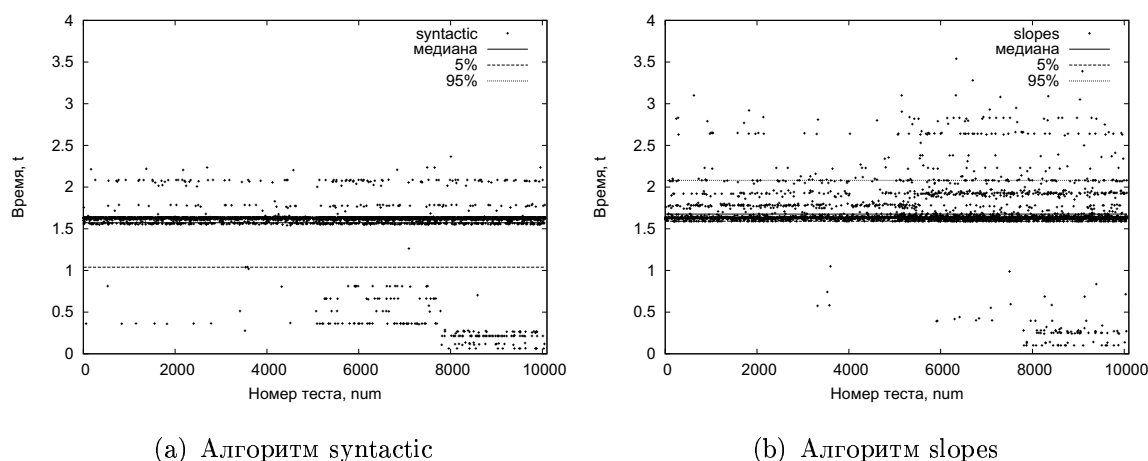 4
3.5
3
2.5
2
1.5
1
0.5
0
Время, t
syntactic
медиана
5%
95%
0 2000 4000 6000 8000 10000
Номер теста, num
(a) Алгоритм syntactic
4
3.5
3
2.5
2
1.5
1
0.5
0
Время, t
slopes
медиана
5%
95%
0 2000 4000 6000 8000 10000
Номер теста, num
(b) Алгоритм slopes